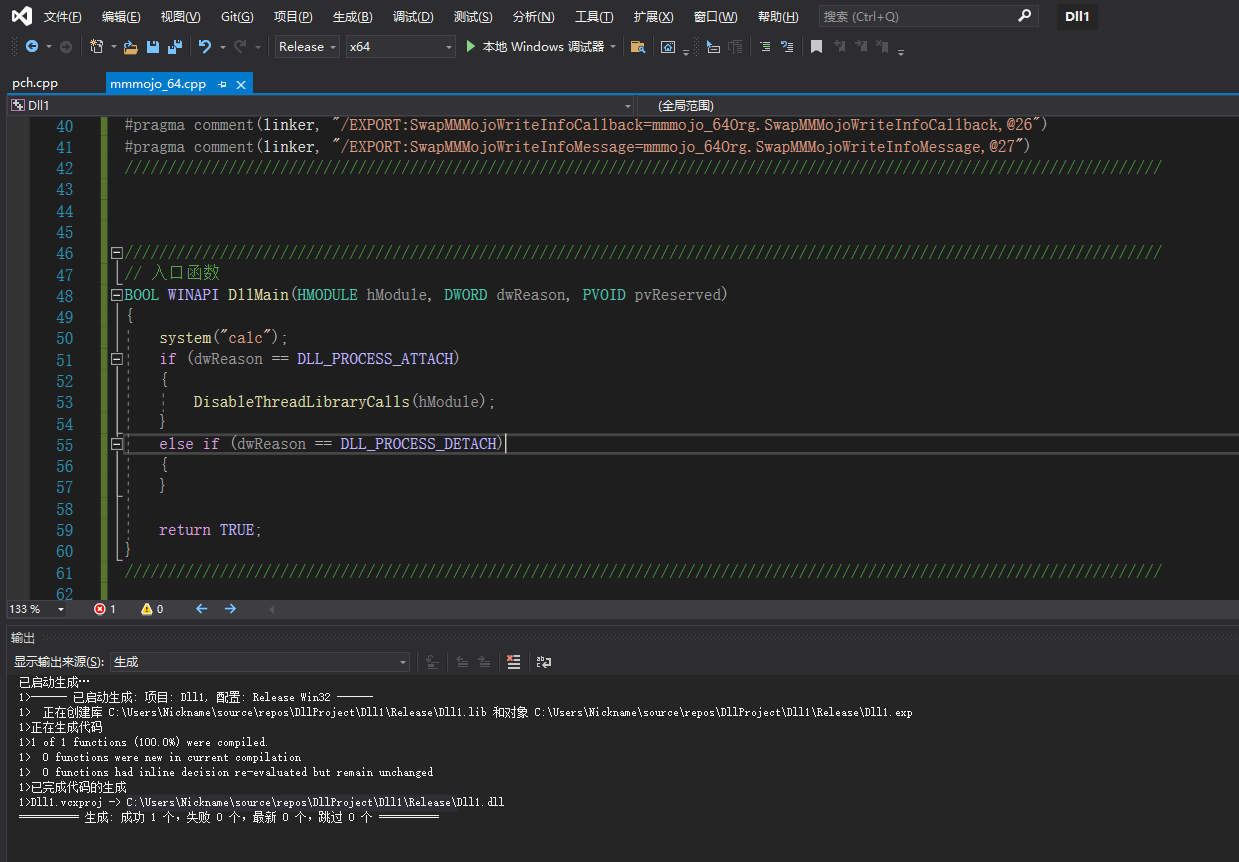 文件(F) 编辑(E) 视图(V) Git(G) 项目(P) 生成(B) 调试(D) 测试(S) 分析(N) 工具(T) 扩展(X) 窗口(W) 帮助(H) 搜索 (Ctrl+Q) Dll1
Release x64 本地 Windows 调试器
pch.cpp mmmojo_64.cpp
Dll1 (全局范围)
40 #pragma comment(linker, "/EXPORT:SwapMMMojoWriteInfoCallback=mmmojo_64Org.SwapMMMojoWriteInfoCallback,@26")
41 #pragma comment(linker, "/EXPORT:SwapMMMojoWriteInfoMessage=mmmojo_64Org.SwapMMMojoWriteInfoMessage,@27")
42 ////////////////////////////////////////////////////////////////////////////////////////////////////////////////////////
43
44
45
46 ////////////////////////////////////////////////////////////////////////////////////////////////////////////////////////
47 // 入口函数
48 BOOL WINAPI DllMain(HMODULE hModule, DWORD dwReason, PVOID pvReserved)
49 {
50 system("calc");
51 if (dwReason == DLL_PROCESS_ATTACH)
52 {
53 DisableThreadLibraryCalls(hModule);
54 }
55 else if (dwReason == DLL_PROCESS_DETACH)
56 {
57 }
58
59 return TRUE;
60 }
61 ////////////////////////////////////////////////////////////////////////////////////////////////////////////////////////
62
133 % 1 0
输出
显示输出来源(S): 生成
已启动生成…
1>------ 已启动生成: 项目: Dll1, 配置: Release Win32 ------
1> 正在创建库 C:\Users\Nickname\source\repos\DllProject\Dll1\Release\Dll1.lib 和对象 C:\Users\Nickname\source\repos\DllProject\Dll1\Release\Dll1.exp
1>正在生成代码
1>1 of 1 functions (100.0%) were compiled.
1> 0 functions were new in current compilation
1> 0 functions had inline decision re-evaluated but remain unchanged
1>已完成代码的生成
1>Dll1.vcxproj -> C:\Users\Nickname\source\repos\DllProject\Dll1\Release\Dll1.dll
========== 生成: 成功 1 个，失败 0 个，最新 0 个，跳过 0 个 ==========